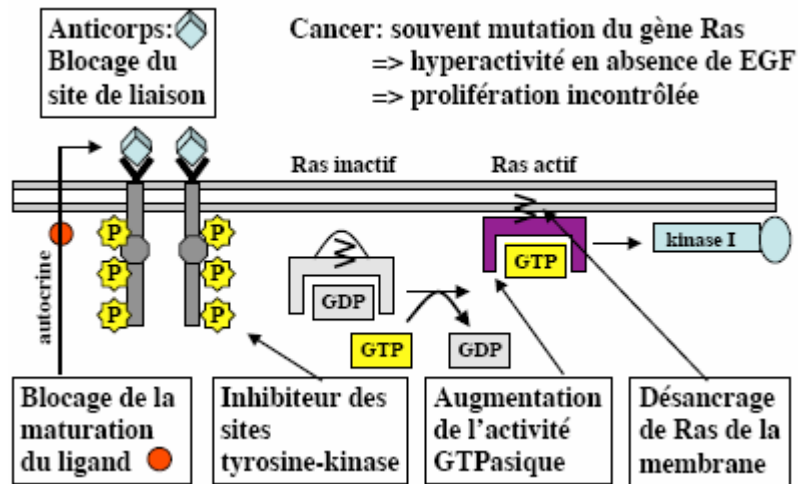 Anticorps:
Blocage du
site de liaison
Cancer: souvent mutation du gène Ras
=> hyperactivité en absence de EGF
=> prolifération incontrôlée
Ras inactif
Ras actif
P P
P P
P P
autocrine
GDP
GTP
GTP
GDP
kinase I
Blocage de la
maturation
du ligand
Inhibiteur des
sites
tyrosine-kinase
Augmentation
de l'activité
GTPasique
Désancrage
de Ras de la
membrane